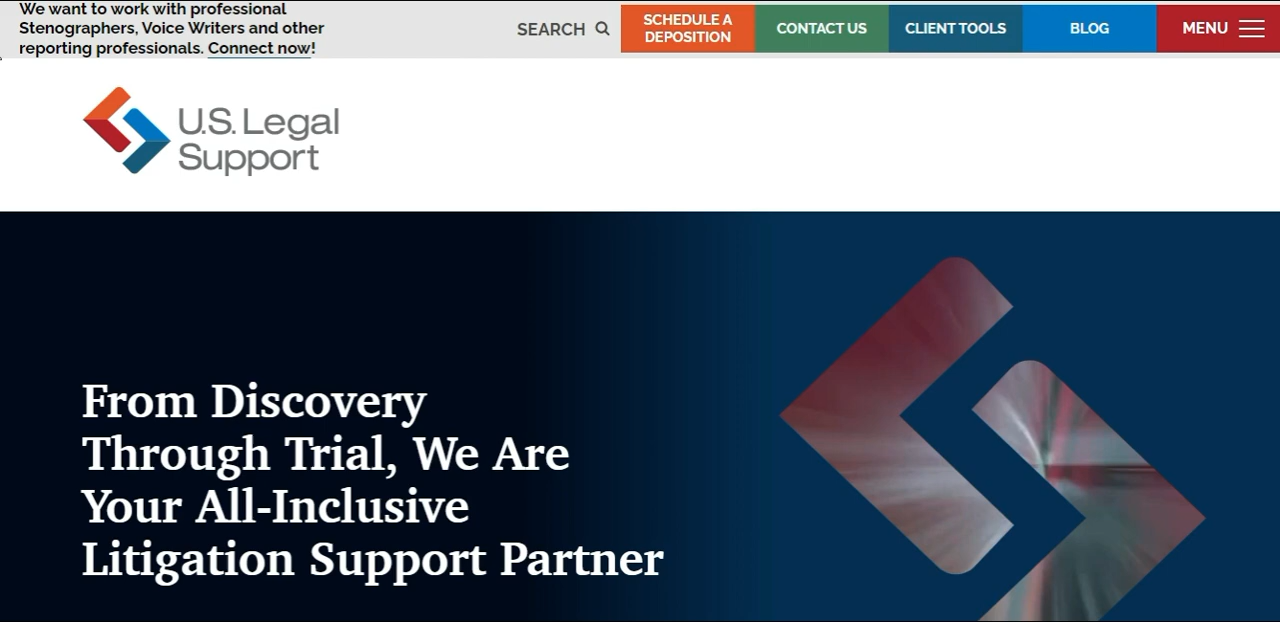 We want to work with professional
Stenographers, Voice Writers and other
reporting professionals. Connect now!
SEARCH
SCHEDULE A
DEPOSITION
CONTACT US
CLIENT TOOLS
BLOG
MENU
U.S. Legal
Support
From Discovery
Through Trial, We Are
Your All-Inclusive
Litigation Support Partner